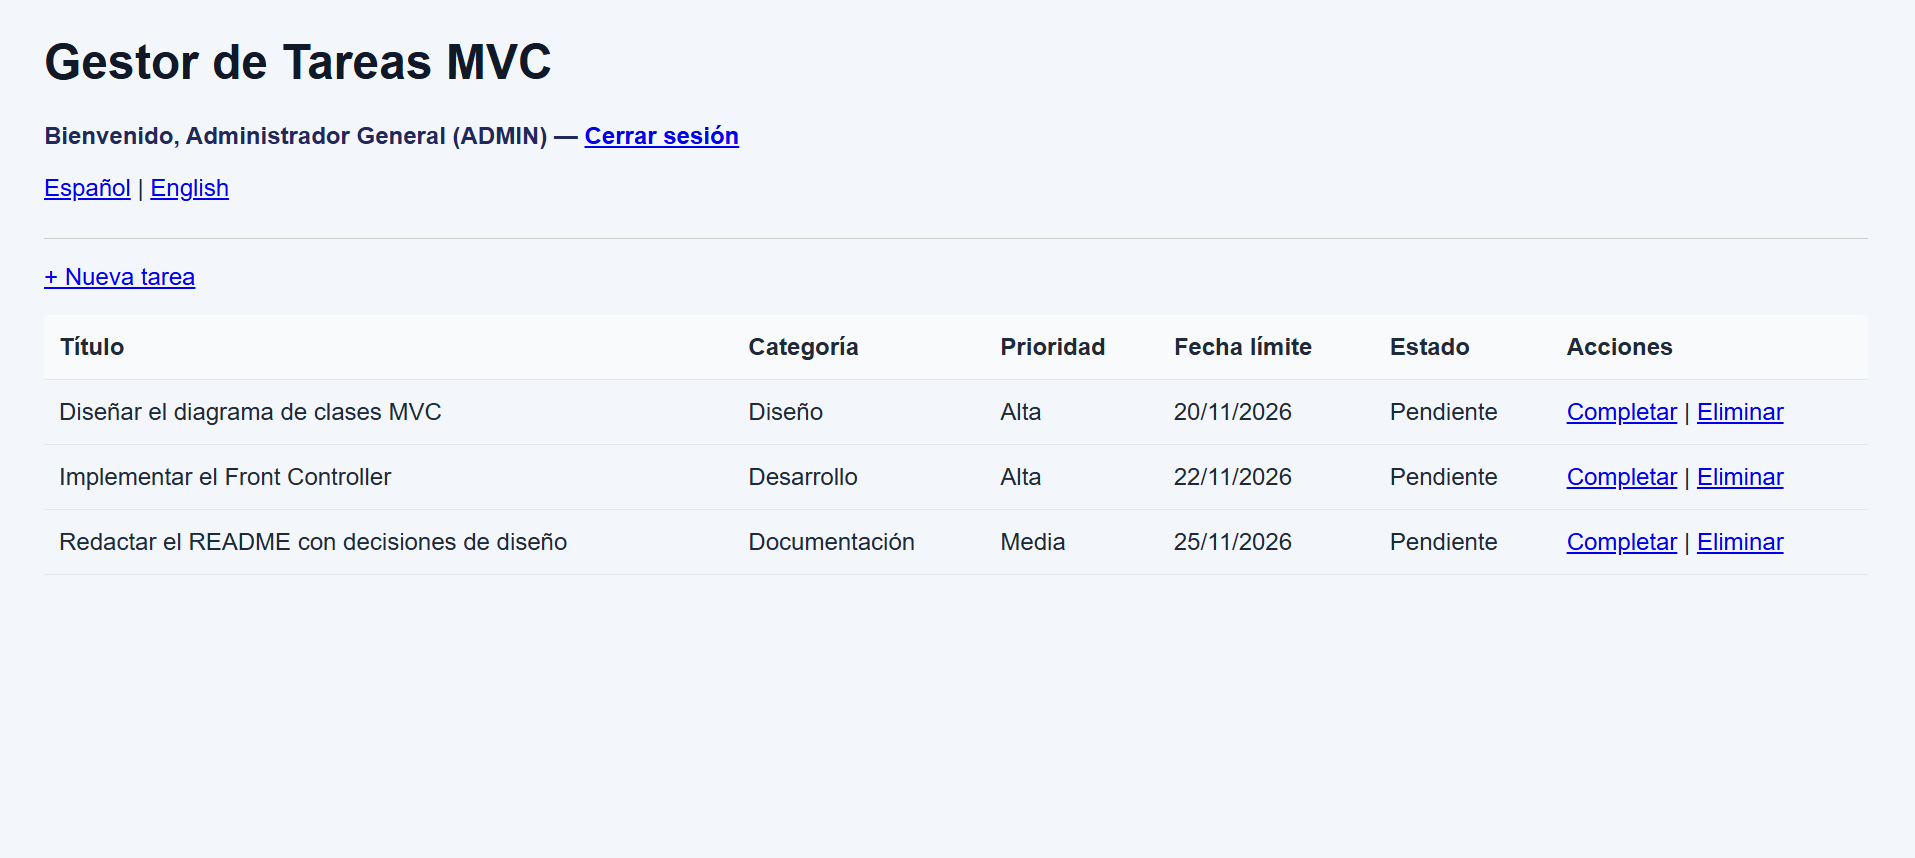 Gestor de Tareas MVC
Bienvenido, Administrador General (ADMIN) — Cerrar sesión
Español | English
+ Nueva tarea
Título Categoría Prioridad Fecha límite Estado Acciones
Diseñar el diagrama de clases MVC Diseño Alta 20/11/2026 Pendiente Completar | Eliminar
Implementar el Front Controller Desarrollo Alta 22/11/2026 Pendiente Completar | Eliminar
Redactar el README con decisiones de diseño Documentación Media 25/11/2026 Pendiente Completar | Eliminar